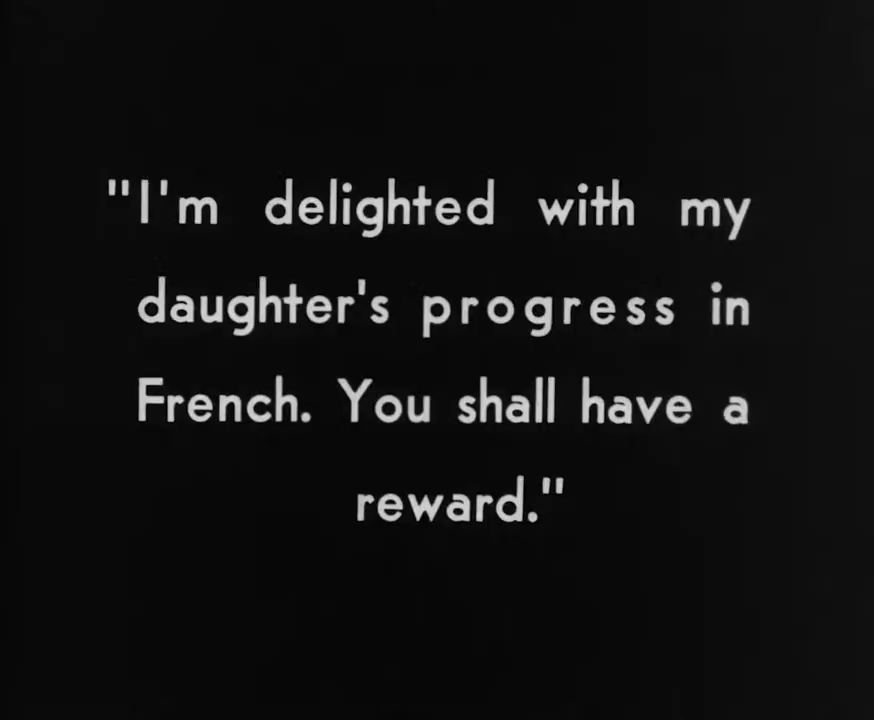 "I'm delighted with my
daughter's progress in
French. You shall have a
reward."